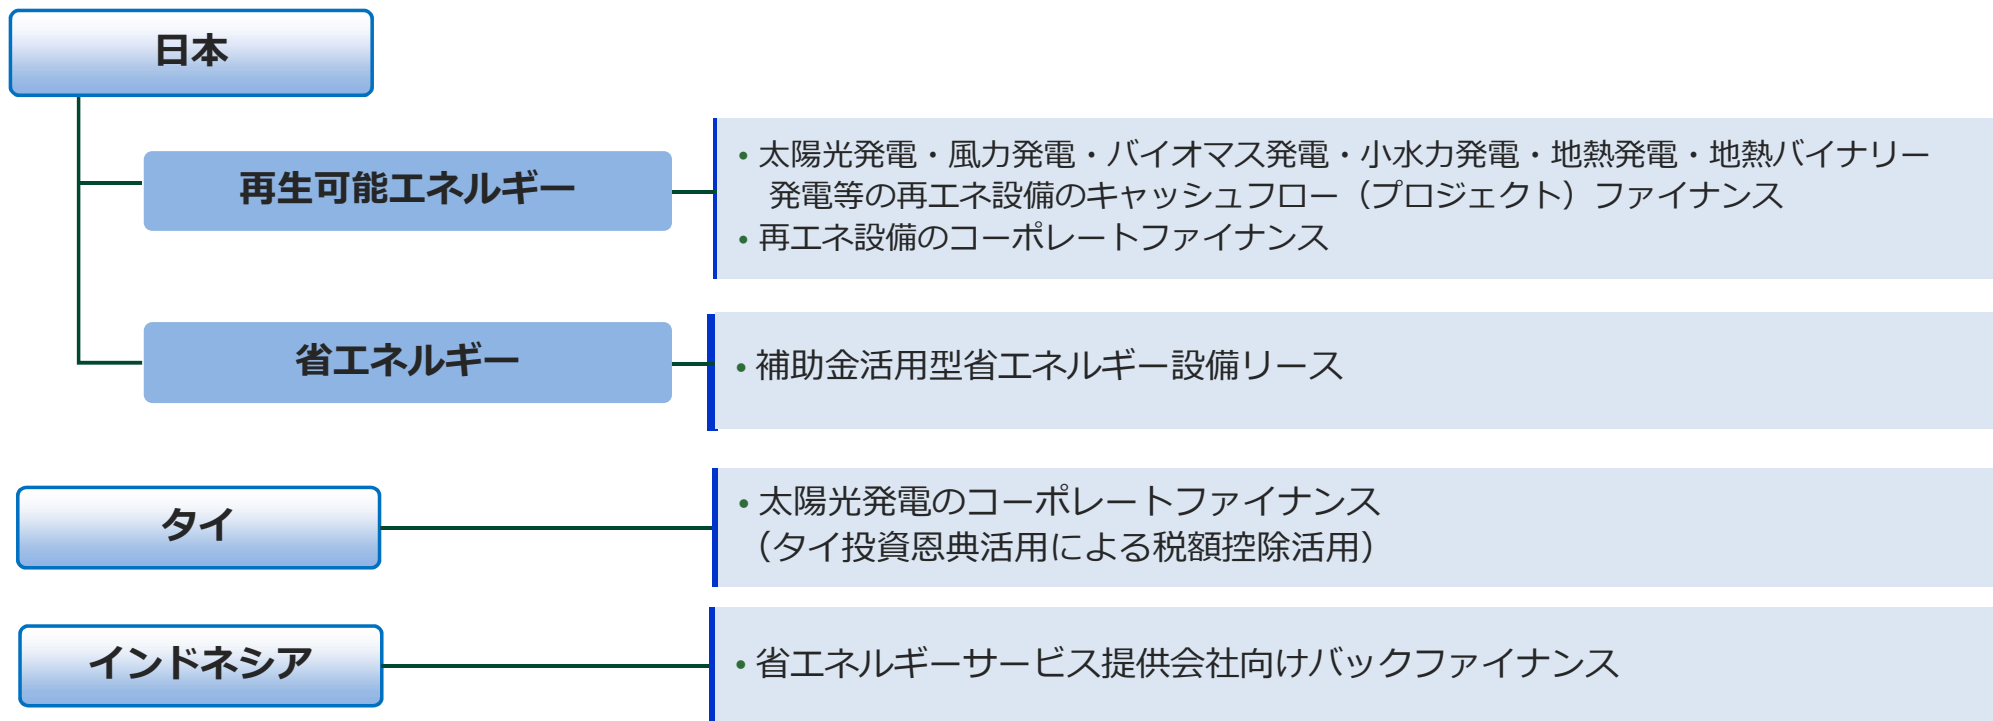 日本
再生可能エネルギー
• 太陽光発電・風力発電・バイオマス発電・小水力発電・地熱発電・地熱バイナリー
発電等の再エネ設備のキャッシュフロー（プロジェクト）ファイナンス
• 再エネ設備のコーポレートファイナンス
省エネルギー
• 補助金活用型省エネルギー設備リース
タイ
• 太陽光発電のコーポレートファイナンス
（タイ投資恩典活用による税額控除活用）
インドネシア
• 省エネルギーサービス提供会社向けバックファイナンス